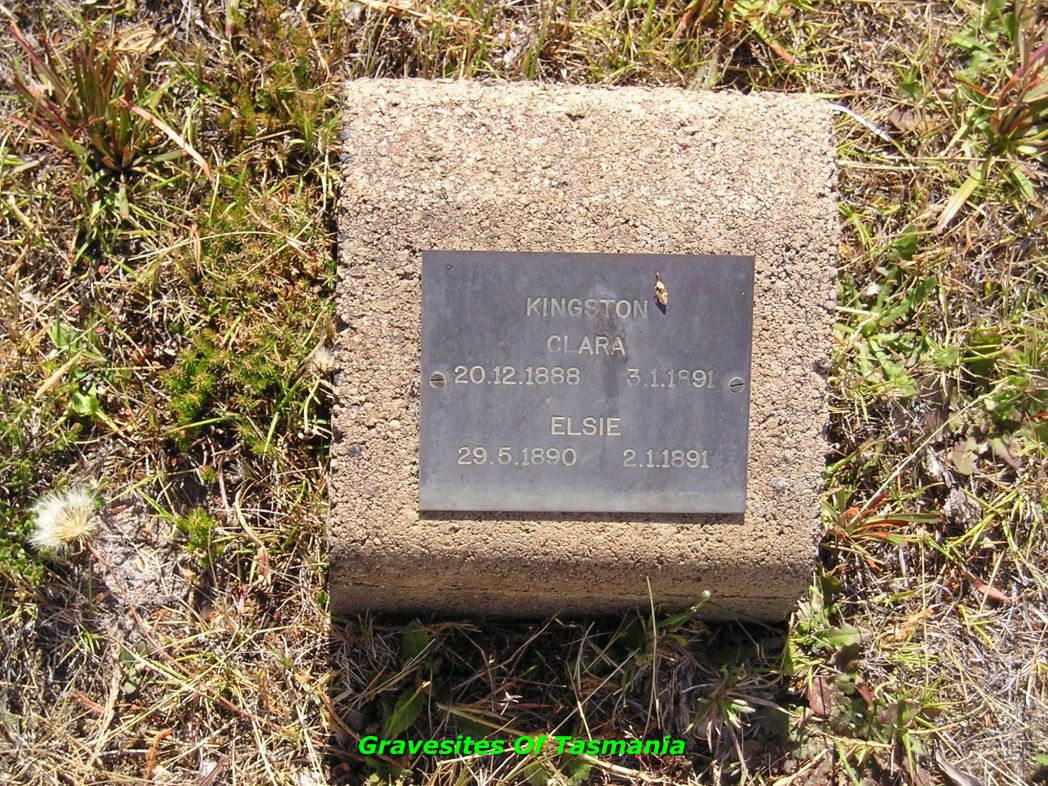 KINGSTON
CLARA
20.12.1888 3.1.1891
ELSIE
29.5.1890 2.1.1891
Gravesites Of Tasmania